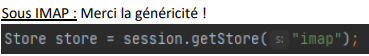 Sous IMAP : Merci la généricité !
Store store = session.getStore( s: "imap");